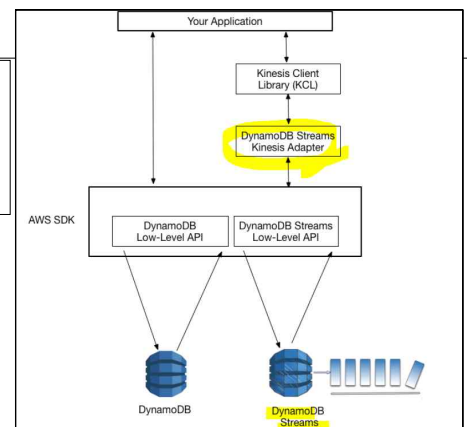 Your Application
Kinesis Client
Library (KCL)
DynamoDB Streams
Kinesis Adapter
AWS SDK
DynamoDB
Low-Level API
DynamoDB Streams
Low-Level API
DynamoDB
DynamoDB
Streams